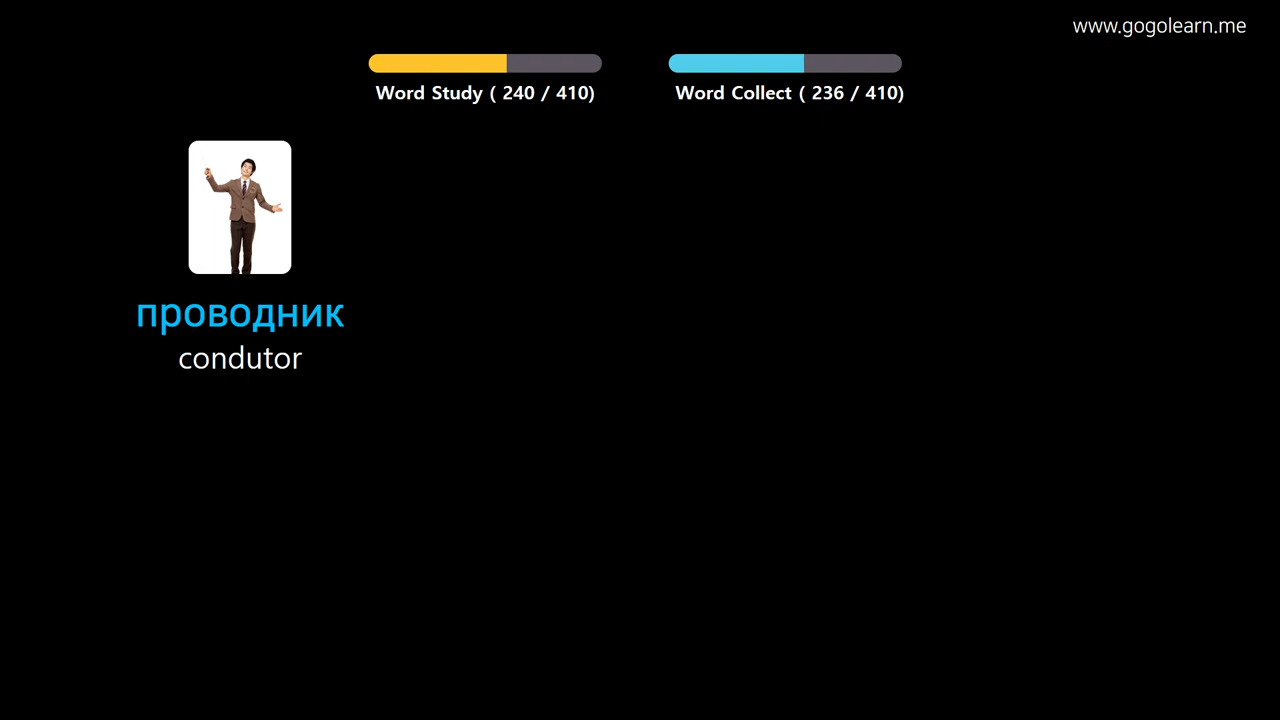 www.gogolearn.me
Word Study ( 240 / 410)
Word Collect ( 236 / 410)
проводник
condutor